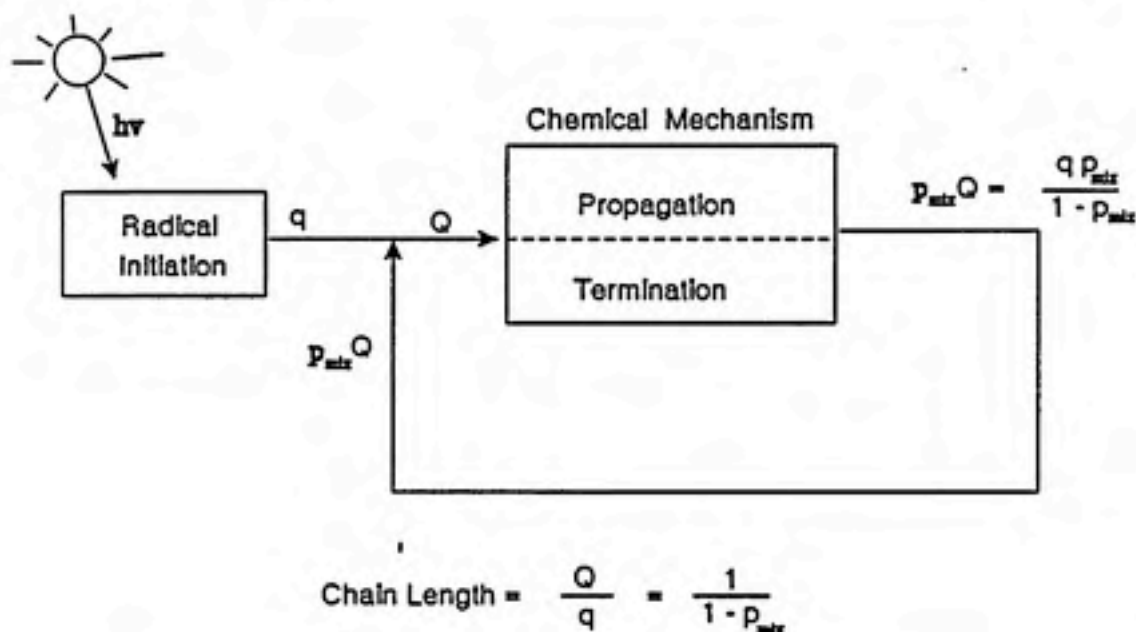 hν
Chemical Mechanism
Radical
Initiation
q
Q
Propagation
Termination
p_mix Q = q p_mix / 1 - p_mix
p_mix Q
Chain Length = Q / q = 1 / 1 - p_mix